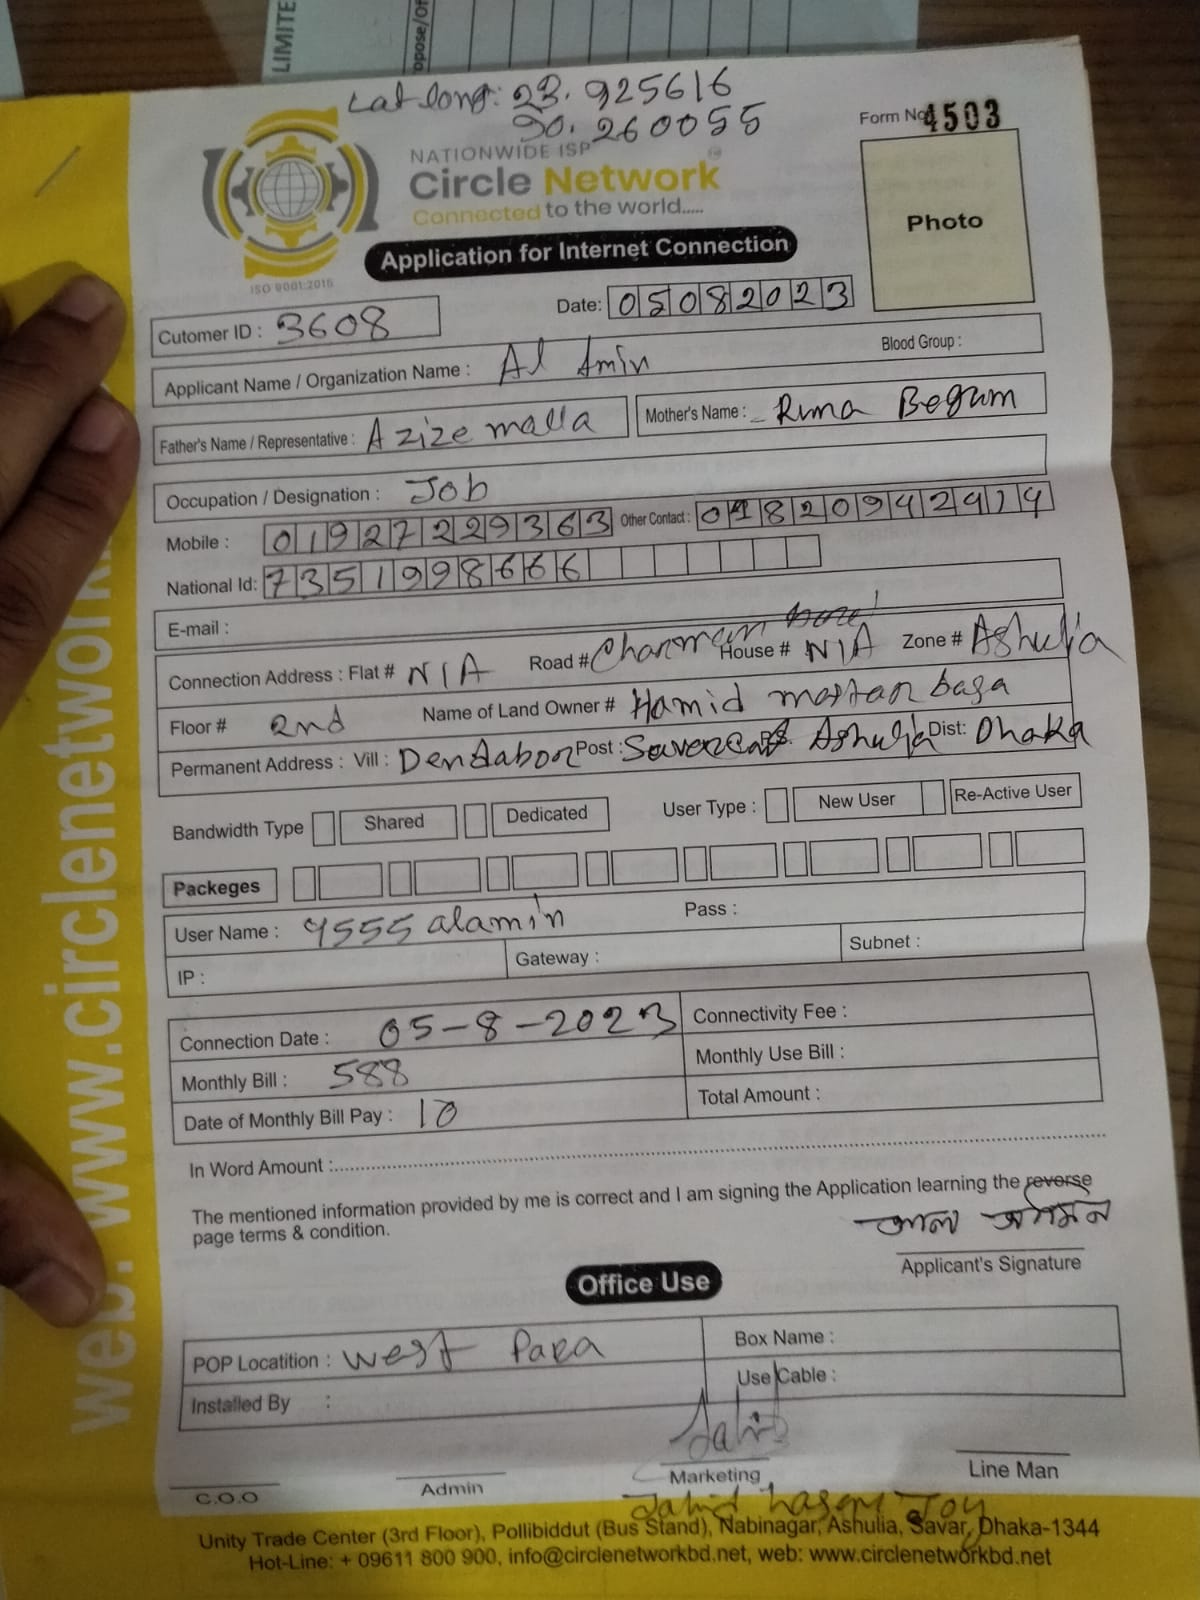 LIMITE
opose/Of
Lat long: 23.925616
90.260055
Form No 4503
NATIONWIDE ISP
Circle Network
Connected to the world.....
ISO 9001:2015
Application for Internet Connection
Photo
Date: 05082023
Cutomer ID : 3608
Blood Group :
Applicant Name / Organization Name : Al Amin
Father's Name / Representative : Azize malla Mother's Name : Rima Begum
Occupation / Designation : Job
Mobile : 01927229363 Other Contact : 01820942414
National Id: 7351998666
E-mail :
Connection Address : Flat # N/A Road # House # N/A Zone # Ashulia
Floor # 2nd Name of Land Owner # Hamid
Permanent Address : Vill : Dendabor Post : Ashulia Dist: Dhaka
Bandwidth Type Shared Dedicated User Type : New User Re-Active User
Packeges
User Name : 9555 alamin Pass :
IP : Gateway : Subnet :
Connection Date : 05-8-2023 Connectivity Fee :
Monthly Bill : 588 Monthly Use Bill :
Date of Monthly Bill Pay : 10 Total Amount :
In Word Amount :
The mentioned information provided by me is correct and I am signing the Application learning the reverse
page terms & condition.
Applicant's Signature
Office Use
POP Locatition : West Para Box Name :
Installed By : Use Cable :
Jahid
C.O.O Admin Marketing Line Man
Jahid hasan Joy
Unity Trade Center (3rd Floor), Pollibiddut (Bus Stand), Nabinagar, Ashulia, Savar, Dhaka-1344
Hot-Line: + 09611 800 900, info@circlenetworkbd.net, web: www.circlenetworkbd.net
web: www.circlenetwork